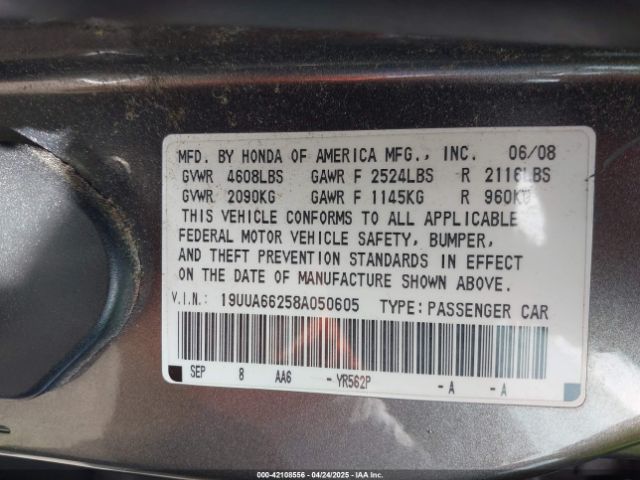 MFD. BY HONDA OF AMERICA MFG., INC. 06/08
GVWR 4608LBS GAWR F 2524LBS R 2116LBS
GVWR 2090KG GAWR F 1145KG R 960KG
THIS VEHICLE CONFORMS TO ALL APPLICABLE
FEDERAL MOTOR VEHICLE SAFETY, BUMPER,
AND THEFT PREVENTION STANDARDS IN EFFECT
ON THE DATE OF MANUFACTURE SHOWN ABOVE.
V.I.N.: 19UUA66258A050605 TYPE:PASSENGER CAR
SEP 8 AA6 - YR562P - A - A
000-42108556 - 04/24/2025 - IAAI.com